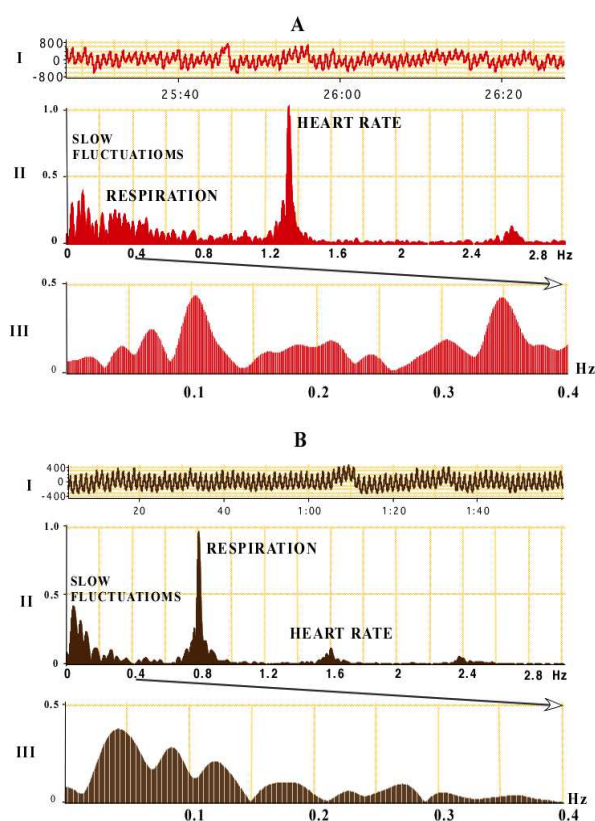 A
I
800
400
0
-800
25:40 26:00 26:20
II
1.0
0.5
0
HEART RATE
SLOW
FLUCTUATIOMS
RESPIRATION
0 0.4 0.8 1.2 1.6 2 2.4 2.8 Hz
III
0.5
0
0.1 0.2 0.3 0.4 Hz
B
I
400
0
-400
20 40 1:00 1:20 1:40
II
1.0
0.5
0
RESPIRATION
SLOW
FLUCTUATIOMS
HEART RATE
0 0.4 0.8 1.2 1.6 2 2.4 2.8 Hz
III
0.5
0
0.1 0.2 0.3 0.4
Hz